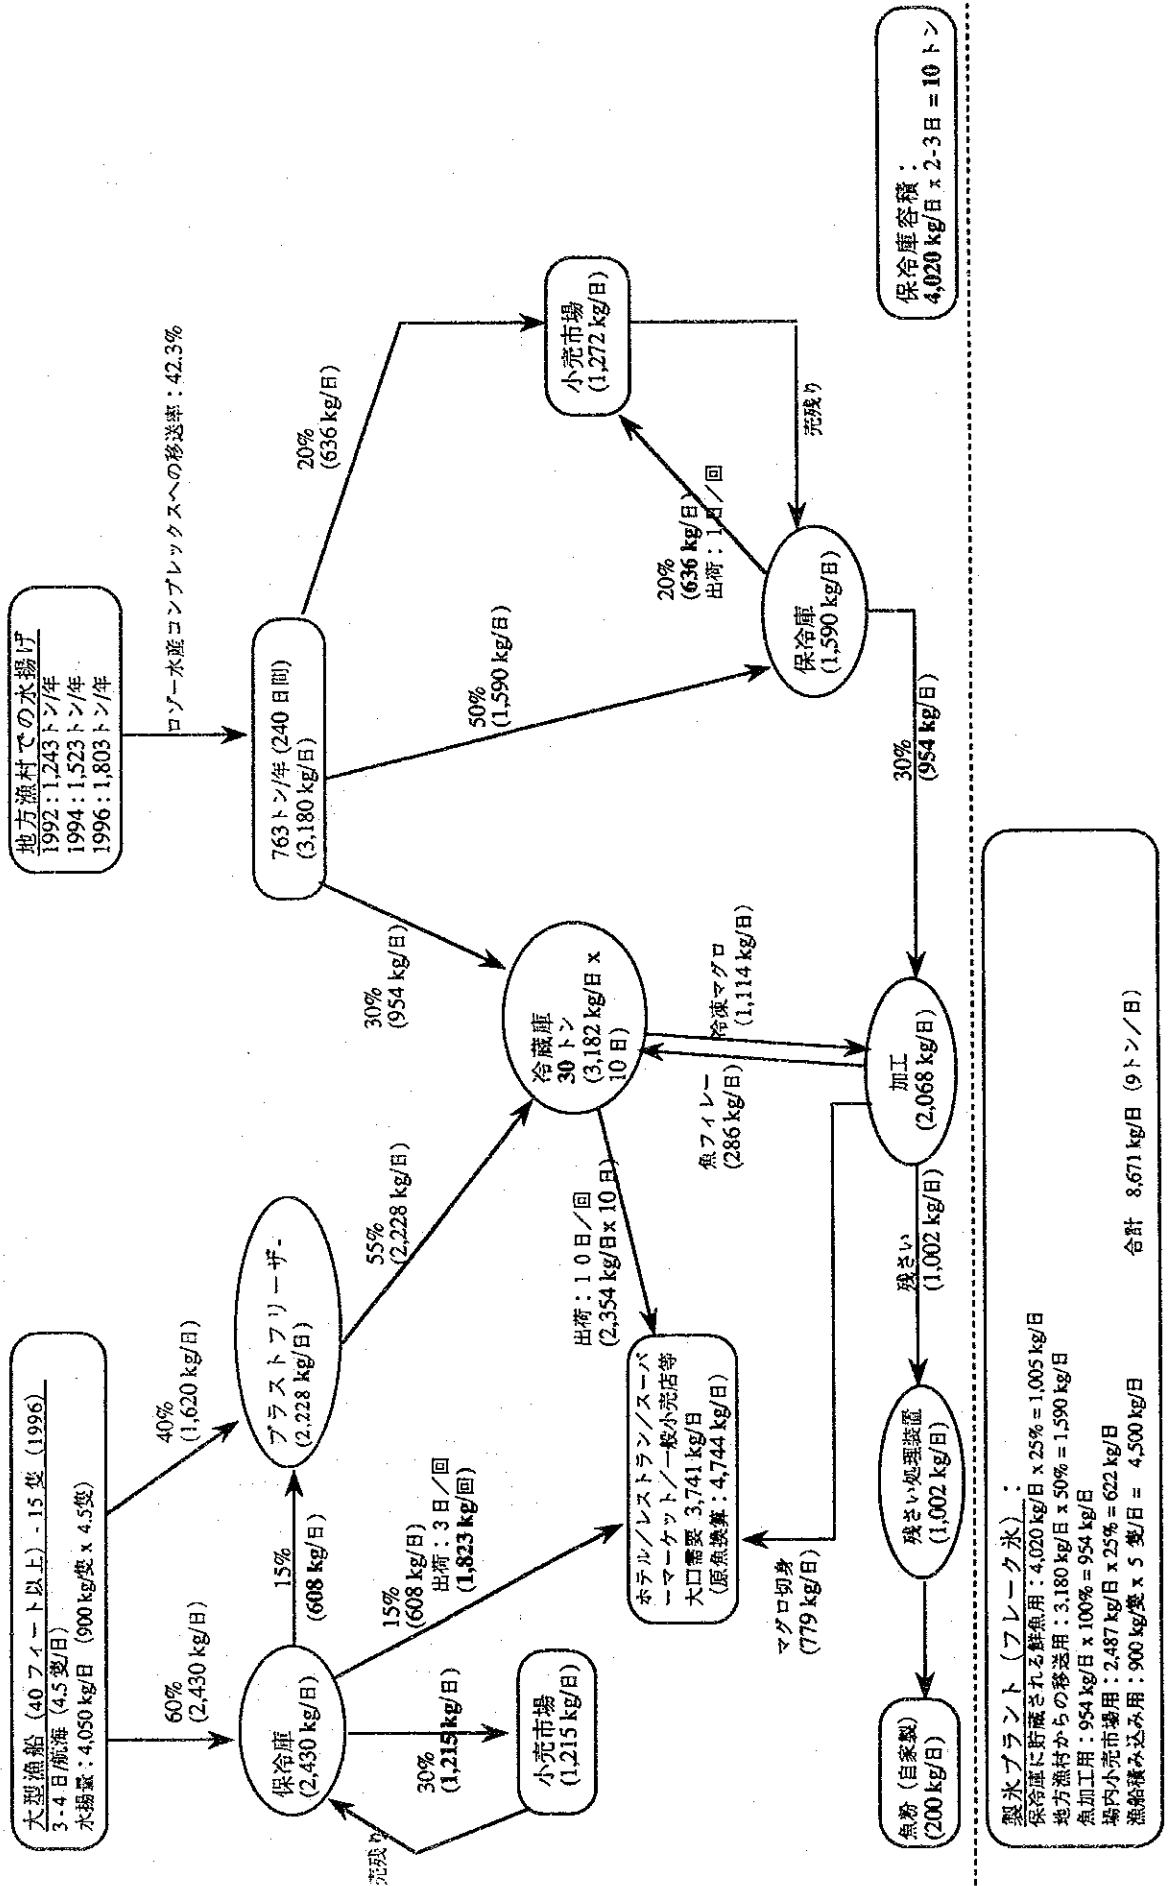 大型漁船（40フィート以上）- 15隻（1996）
3 - 4 日/航海（4.5隻/日）
水揚量：4,050 kg/日（900 kg/隻 x 4.5隻）
地方漁村での水揚げ
1992 : 1,243トン/年
1994 : 1,523トン/年
1996 : 1,803トン/年
ロゾー水産コンプレックスへの移送率：42.3%
60%
(2,430 kg/日)
40%
(1,620 kg/日)
763トン/年 (240 日間)
(3,180 kg/日)
保冷庫
(2,430 kg/日)
15%
(608 kg/日)
ブラストフリーザ-
(2,228 kg/日)
30%
(954 kg/日)
50%
(1,590 kg/日)
20%
(636 kg/日)
売残り
30%
(1,215 kg/日)
15%
(608 kg/日)
出荷：3日／回
(1,823 kg/回)
55%
(2,228 kg/日)
小売市場
(1,215 kg/日)
冷蔵庫
30 トン
(3,182 kg/日 x
10 日)
小売市場
(1,272 kg/日)
出荷：１０日／回
(2,354 kg/日x 10 日)
20%
(636 kg/日)
出荷：1日／回
売残り
ホテル／レストラン／スーパ
ーマーケット／一般小売店等
大口需要 3,741 kg/日
(原魚換算：4,744 kg/日)
魚フィレー
(286 kg/日)
冷凍マグロ
(1,114 kg/日)
保冷庫
(1,590 kg/日)
マグロ切身
(779 kg/日)
30%
(954 kg/日)
加工
(2,068 kg/日)
残さい
(1,002 kg/日)
残さい処理装置
(1,002 kg/日)
魚粉（自家製）
(200 kg/日)
保冷庫容積：
4,020 kg/日 x 2-3日 = 10 トン
製氷プラント（フレーク氷）：
保冷庫に貯蔵される鮮魚用：4,020 kg/日 x 25% = 1,005 kg/日
地方漁村からの移送用：3,180 kg/日 x 50% = 1,590 kg/日
魚加工用：954 kg/日 x 100% = 954 kg/日
場内小売市場用：2,487 kg/日 x 25% = 622 kg/日
漁船積み込み用：900 kg/隻 x 5 隻/日 = 4,500 kg/日 合計 8,671 kg/日（9トン／日）